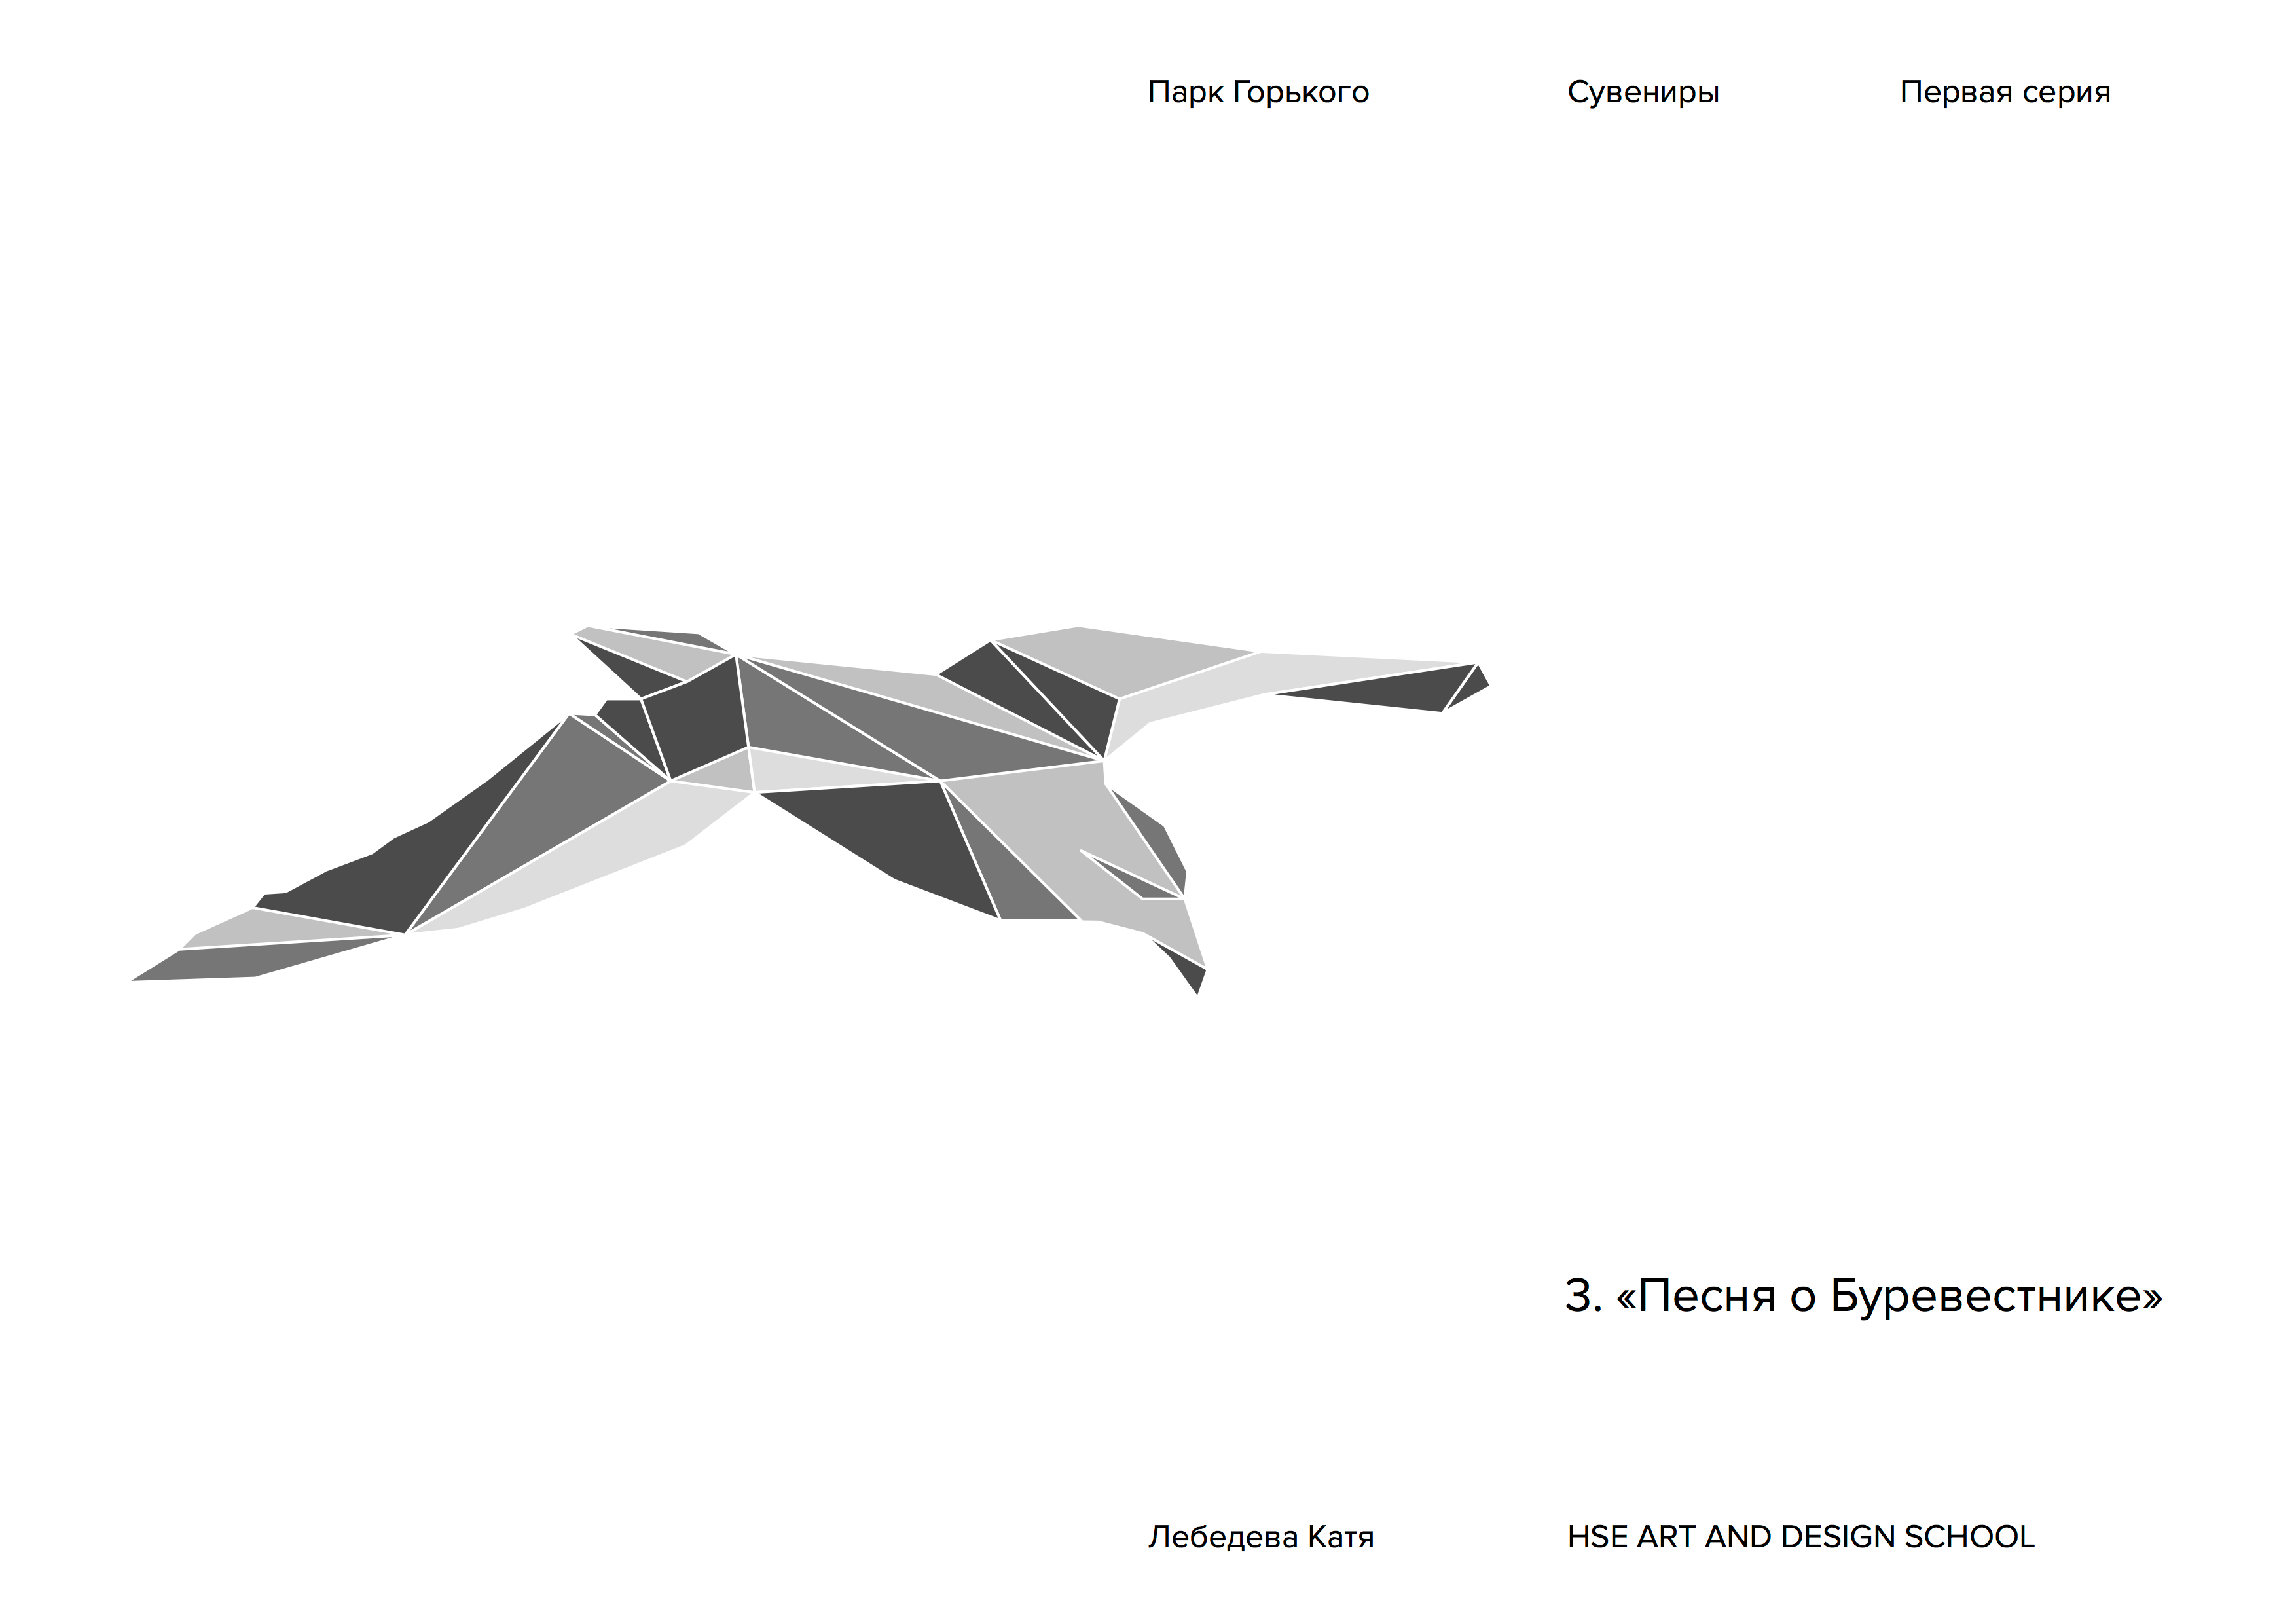 Парк Горького
Сувениры
Первая серия
3. «Песня о Буревестнике»
Лебедева Катя
HSE ART AND DESIGN SCHOOL